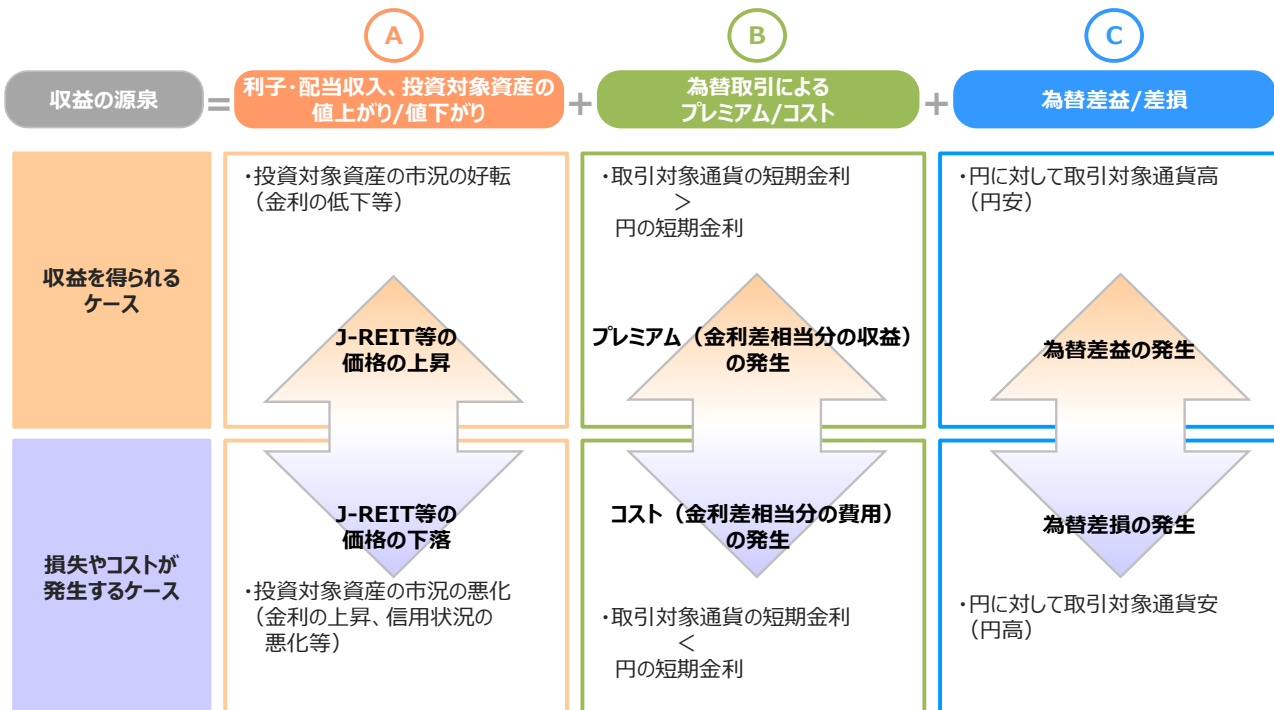 A
B
C
収益の源泉
=
利子・配当収入、投資対象資産の
値上がり/値下がり
+
為替取引による
プレミアム/コスト
+
為替差益/差損
収益を得られる
ケース
・投資対象資産の市況の好転
（金利の低下等）
J-REIT等の
価格の上昇
・取引対象通貨の短期金利
＞
円の短期金利
プレミアム（金利差相当分の収益）
の発生
・円に対して取引対象通貨高
（円安）
為替差益の発生
損失やコストが
発生するケース
J-REIT等の
価格の下落
・投資対象資産の市況の悪化
（金利の上昇、信用状況の
悪化等）
コスト（金利差相当分の費用）
の発生
・取引対象通貨の短期金利
＜
円の短期金利
為替差損の発生
・円に対して取引対象通貨安
（円高）